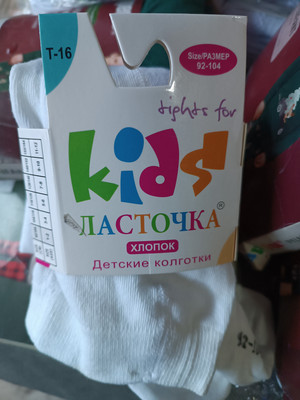 T-16
Size/РАЗМЕР
92-104
tights for
kids
ЛАСТОЧКА
ХЛОПОК
Детские колготки